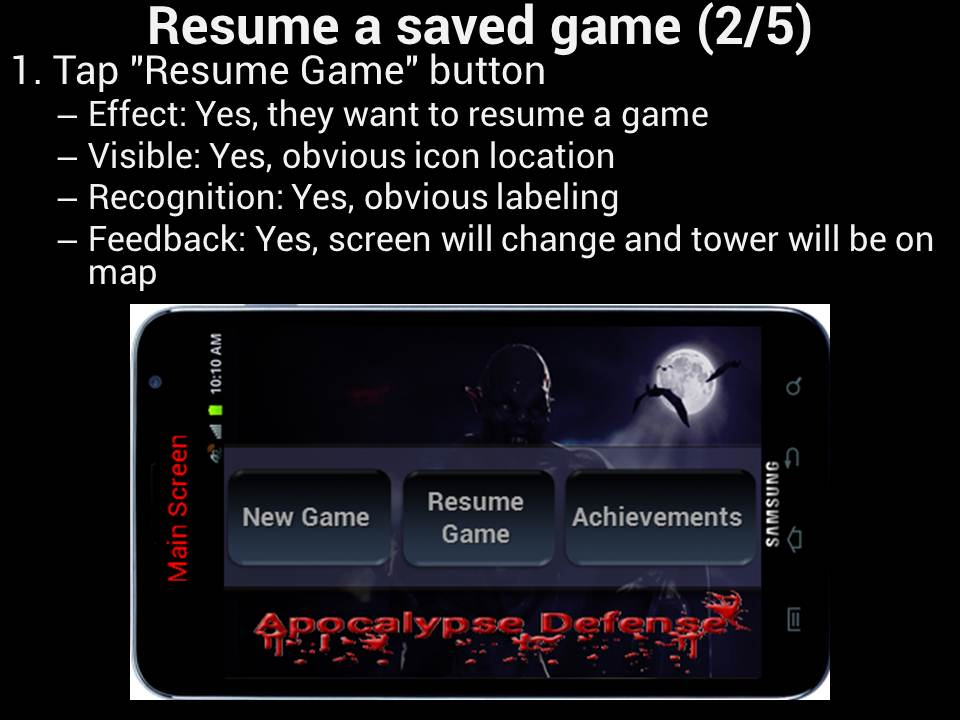 Resume a saved game (2/5)
1. Tap "Resume Game" button
– Effect: Yes, they want to resume a game
– Visible: Yes, obvious icon location
– Recognition: Yes, obvious labeling
– Feedback: Yes, screen will change and tower will be on
map
Main Screen
10:10 AM
New Game
Resume
Game
Achievements
SAMSUNG
Apocalypse Defense